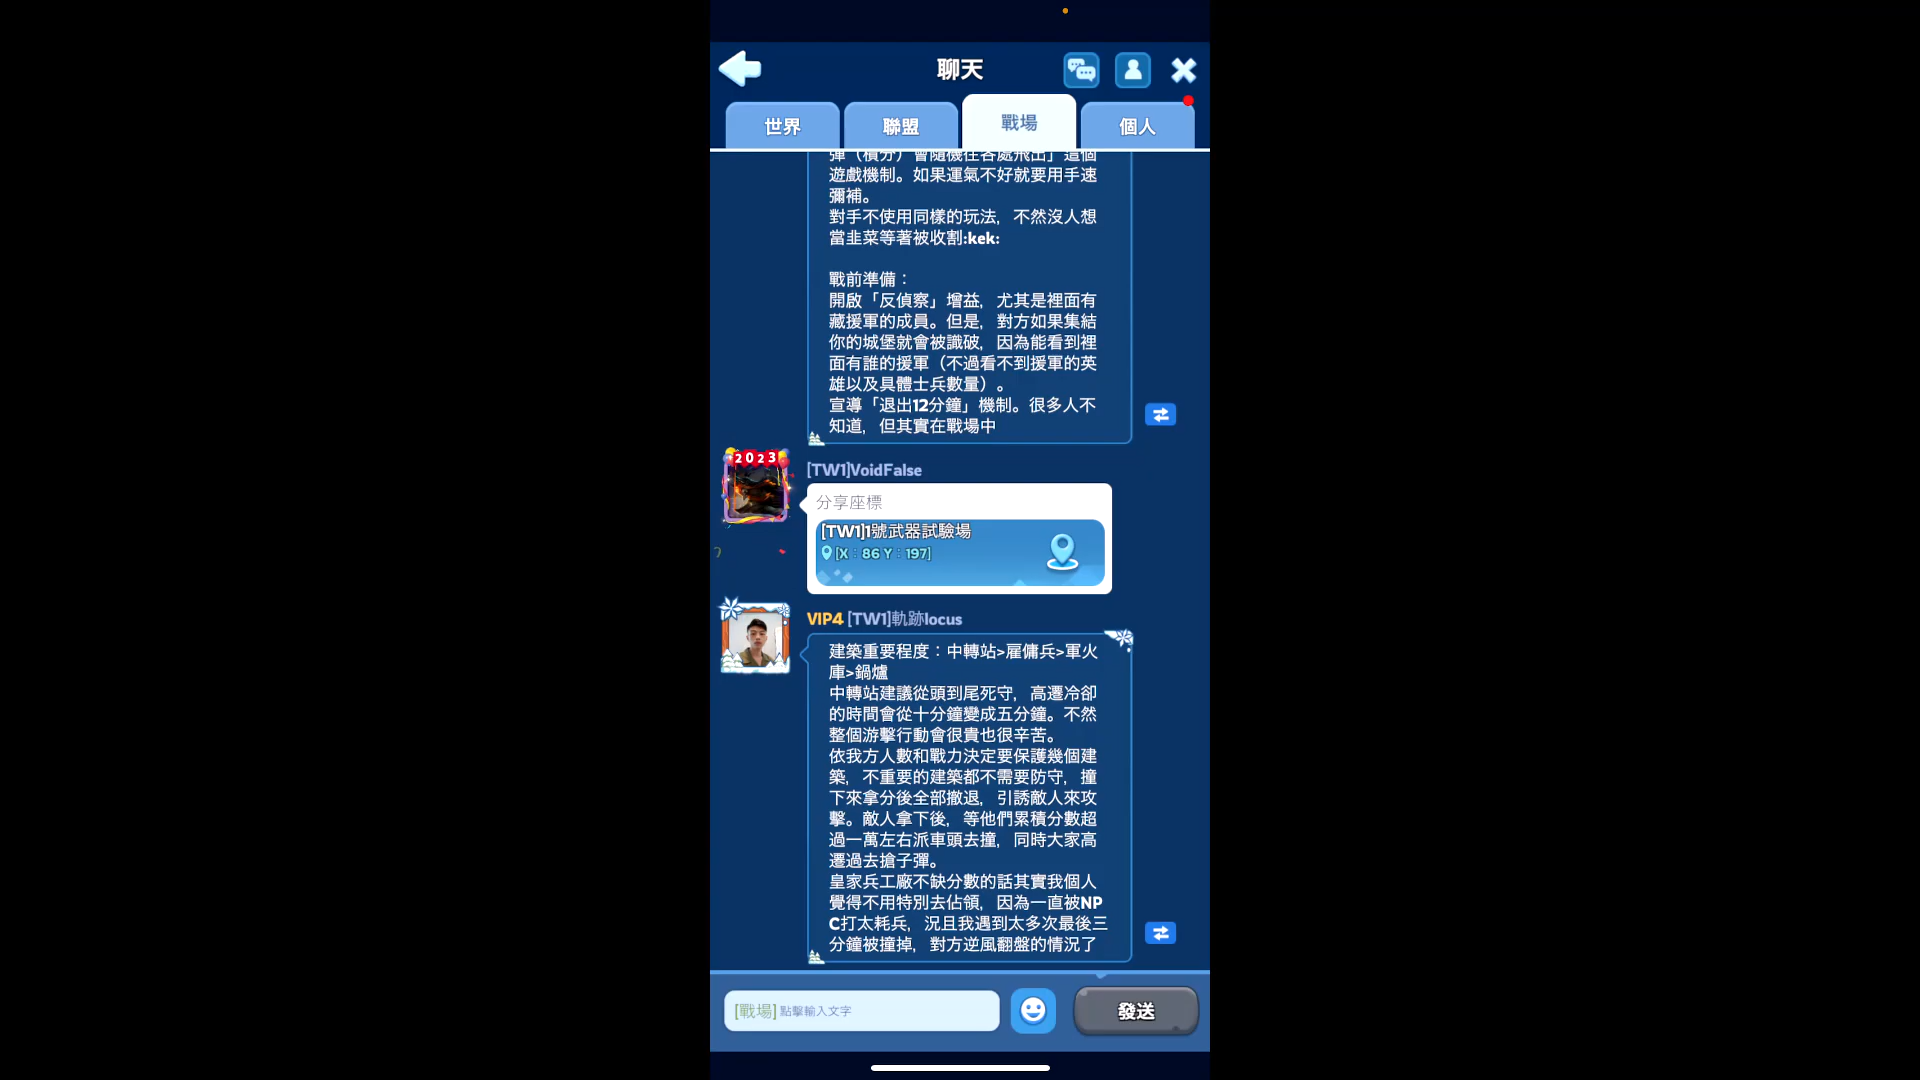 聊天
世界
聯盟
戰場
個人
彈（積分）會隨機往各處飛出」這個
遊戲機制。如果運氣不好就要用手速
彌補。
對手不使用同樣的玩法，不然沒人想
當韭菜等著被收割:kek:
戰前準備：
開啟「反偵察」增益，尤其是裡面有
藏援軍的成員。但是，對方如果集結
你的城堡就會被識破，因為能看到裡
面有誰的援軍（不過看不到援軍的英
雄以及具體士兵數量）。
宣導「退出12分鐘」機制。很多人不
知道，但其實在戰場中
2023
[TW1]VoidFalse
分享座標
[TW1]1號武器試驗場
[X：86 Y：197]
VIP4 [TW1]軌跡locus
建築重要程度：中轉站>雇傭兵>軍火
庫>鍋爐
中轉站建議從頭到尾死守，高遷冷卻
的時間會從十分鐘變成五分鐘。不然
整個游擊行動會很貴也很辛苦。
依我方人數和戰力決定要保護幾個建
築，不重要的建築都不需要防守，撞
下來拿分後全部撤退，引誘敵人來攻
擊。敵人拿下後，等他們累積分數超
過一萬左右派車頭去撞，同時大家高
遷過去搶子彈。
皇家兵工廠不缺分數的話其實我個人
覺得不用特別去佔領，因為一直被NP
C打太耗兵，況且我遇到太多次最後三
分鐘被撞掉，對方逆風翻盤的情況了
[戰場] 點擊輸入文字
發送